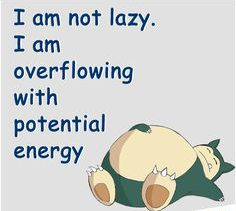 I am not lazy.
I am
overflowing
with
potential
energy